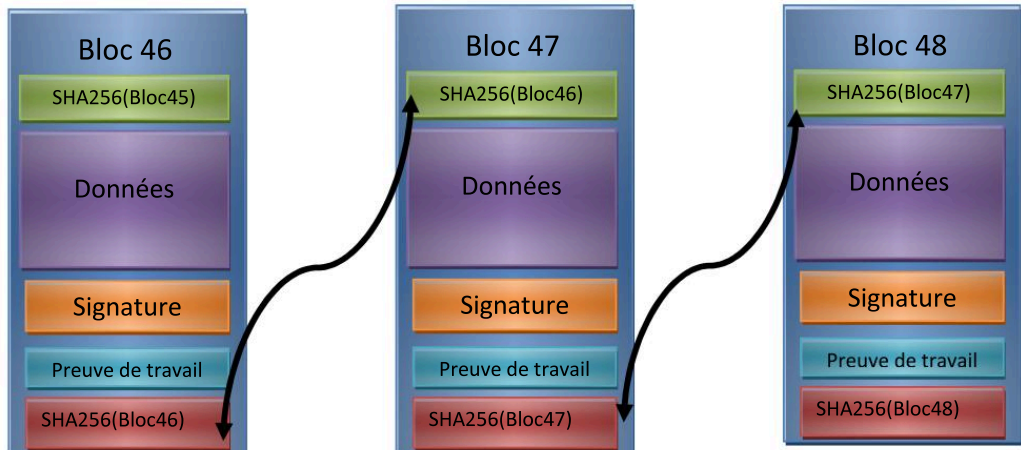 Bloc 46
SHA256(Bloc45)
Données
Signature
Preuve de travail
SHA256(Bloc46)
Bloc 47
SHA256(Bloc46)
Données
Signature
Preuve de travail
SHA256(Bloc47)
Bloc 48
SHA256(Bloc47)
Données
Signature
Preuve de travail
SHA256(Bloc48)